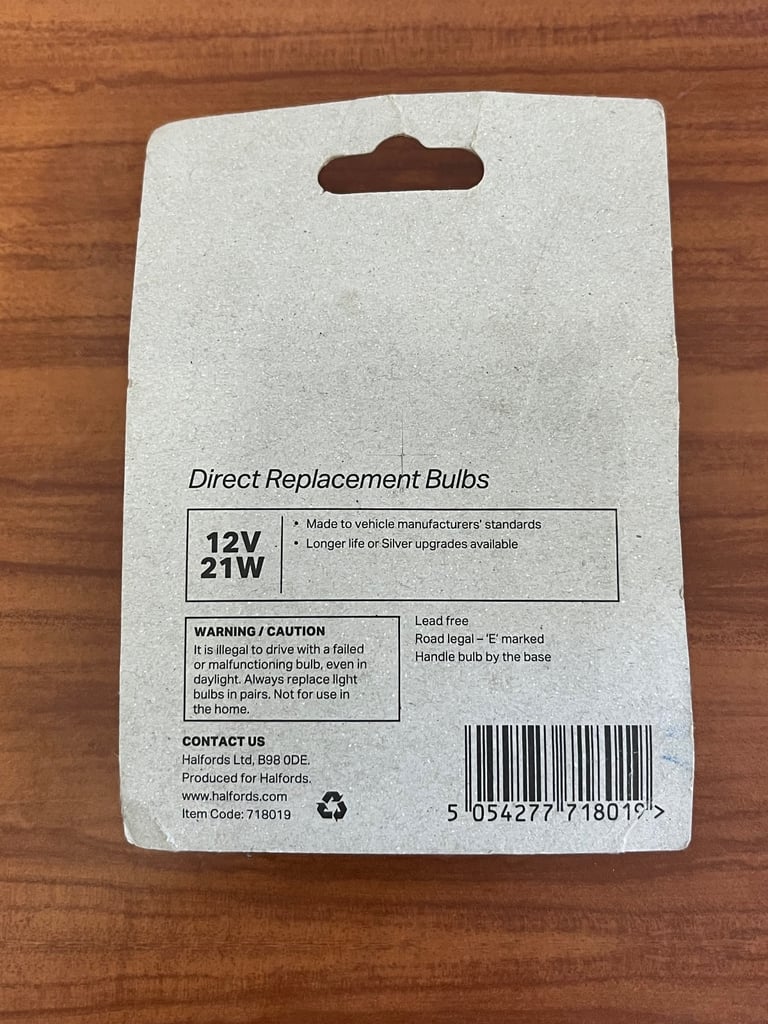 Direct Replacement Bulbs
12V
21W
• Made to vehicle manufacturers' standards
• Longer life or Silver upgrades available
WARNING / CAUTION
It is illegal to drive with a failed
or malfunctioning bulb, even in
daylight. Always replace light
bulbs in pairs. Not for use in
the home.
Lead free
Road legal – ‘E’ marked
Handle bulb by the base
CONTACT US
Halfords Ltd, B98 0DE.
Produced for Halfords.
www.halfords.com
Item Code: 718019
5 054277 718019 >